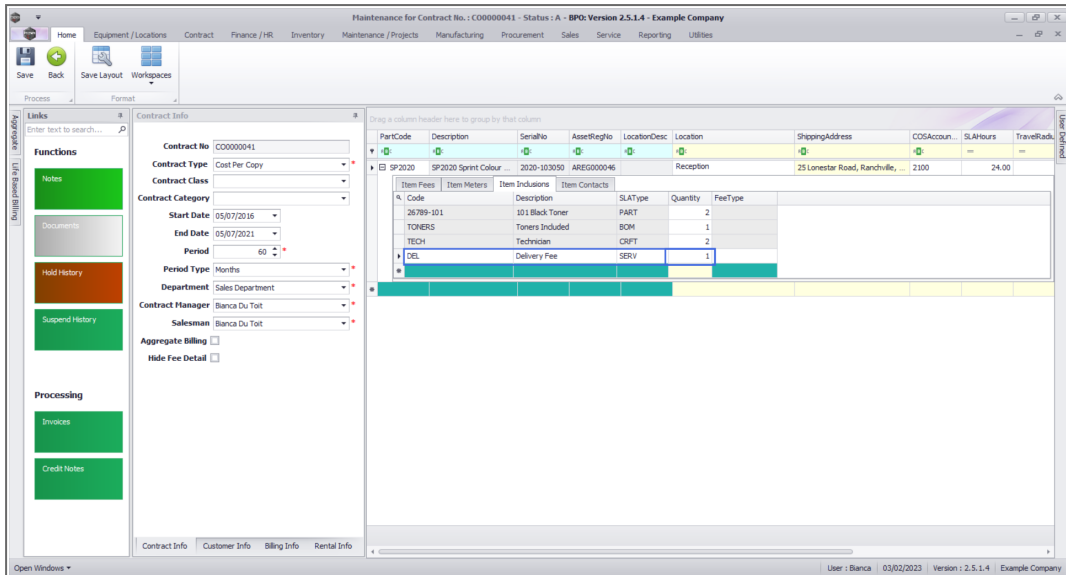 Maintenance for Contract No. : CO0000041 - Status : A - BPO: Version 2.5.1.4 - Example Company
Home Equipment / Locations Contract Finance / HR Inventory Maintenance / Projects Manufacturing Procurement Sales Service Reporting Utilities
Save Back Save Layout Workspaces
Process Format
Aggregate
Life Based Billing
Links
Enter text to search...
Functions
Notes
Documents
Hold History
Suspend History
Processing
Invoices
Credit Notes
Contract Info
Contract No CO0000041
Contract Type Cost Per Copy *
Contract Class
Contract Category
Start Date 05/07/2016
End Date 05/07/2021
Period 60 *
Period Type Months *
Department Sales Department *
Contract Manager Bianca Du Toit *
Salesman Bianca Du Toit *
Aggregate Billing
Hide Fee Detail
Contract Info Customer Info Billing Info Rental Info
Drag a column header here to group by that column
PartCode Description SerialNo AssetRegNo LocationDesc Location ShippingAddress COSAccoun... SLAHours TravelRadiu
SP2020 SP2020 Sprint Colour ... 2020-103050 AREG000046 Reception 25 Lonestar Road, Ranchville, ... 2100 24.00
Item Fees Item Meters Item Inclusions Item Contacts
Code Description SLAType Quantity FeeType
26789-101 101 Black Toner PART 2
TONERS Toners Included BOM 1
TECH Technician CRFT 2
DEL Delivery Fee SERV 1
User Defined
Open Windows User : Bianca 03/02/2023 Version : 2.5.1.4 Example Company